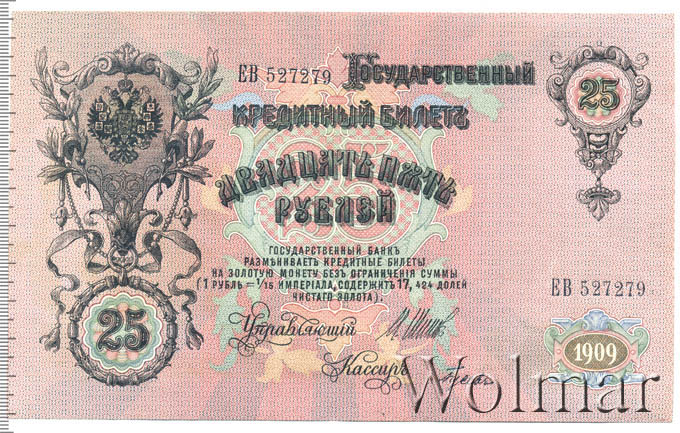 ЕВ 527279 ГОСУДАРСТВЕННЫЙ
25
КРЕДИТНЫЙ БИЛЕТЪ
ДВАДЦАТЬ ПЯТЬ
РУБЛЕЙ
25
ГОСУДАРСТВЕННЫЙ БАНКЪ
РАЗМѢНИВАЕТЪ КРЕДИТНЫЕ БИЛЕТЫ
НА ЗОЛОТУЮ МОНЕТУ БЕЗЪ ОГРАНИЧЕНІЯ СУММЫ
(1 РУБЛЬ = 1/15 ИМПЕРІАЛА, СОДЕРЖИТЪ 17, 424 ДОЛЕЙ
ЧИСТАГО ЗОЛОТА).
ЕВ 527279
25
Управляющій
Кассиръ
1909
Wolmar